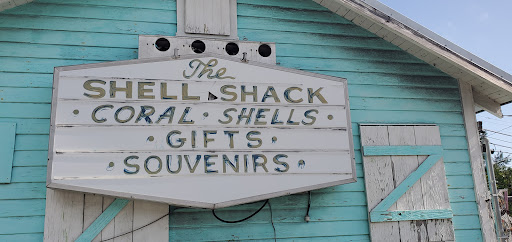 The
SHELL SHACK
· CORAL · SHELLS ·
· GIFTS ·
· SOUVENIRS ·